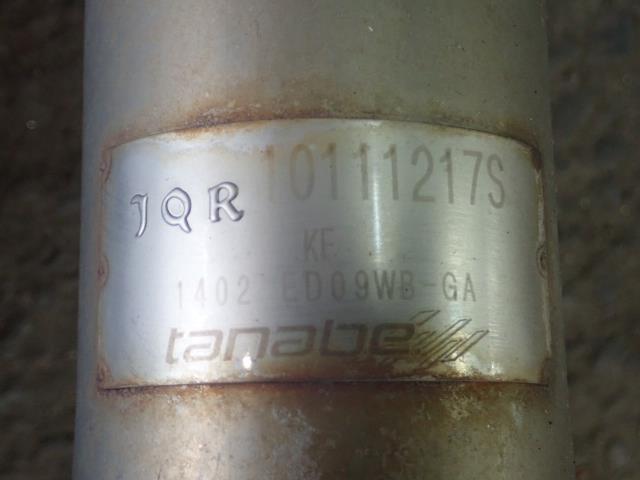 JQR 10111217S
KF
1402 ED09WB-GA
tanabe